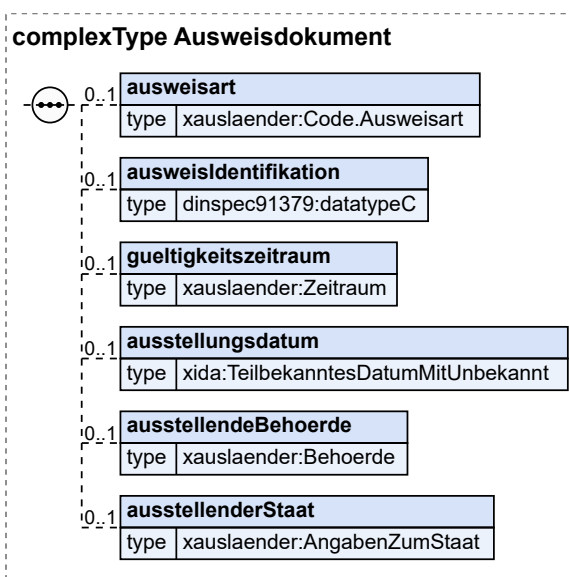 complexType Ausweisdokument
0..1 ausweisart
type xauslaender:Code.Ausweisart
0..1 ausweisIdentifikation
type dinspec91379:datatypeC
0..1 gueltigkeitszeitraum
type xauslaender:Zeitraum
0..1 ausstellungsdatum
type xida:TeilbekanntesDatumMitUnbekannt
0..1 ausstellendeBehoerde
type xauslaender:Behoerde
0..1 ausstellenderStaat
type xauslaender:AngabenZumStaat